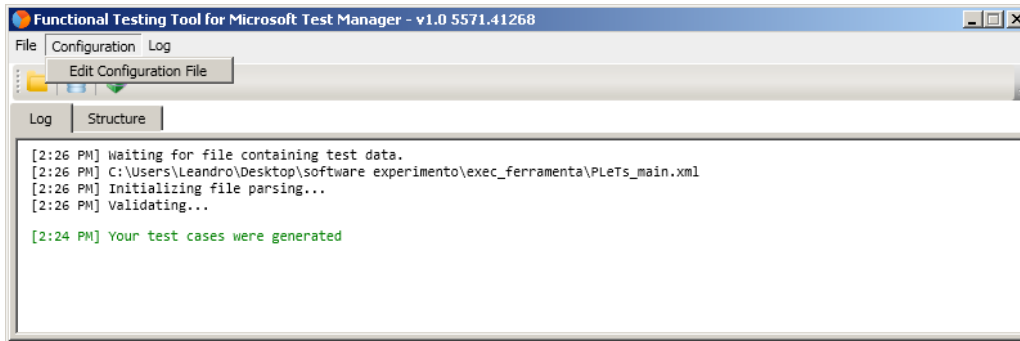 Functional Testing Tool for Microsoft Test Manager - v1.0 5571.41268
File Configuration Log
Edit Configuration File
Log Structure
[2:26 PM] Waiting for file containing test data.
[2:26 PM] C:\Users\Leandro\Desktop\software experimento\exec_ferramenta\PLeTs_main.xml
[2:26 PM] Initializing file parsing...
[2:26 PM] Validating...
[2:24 PM] Your test cases were generated